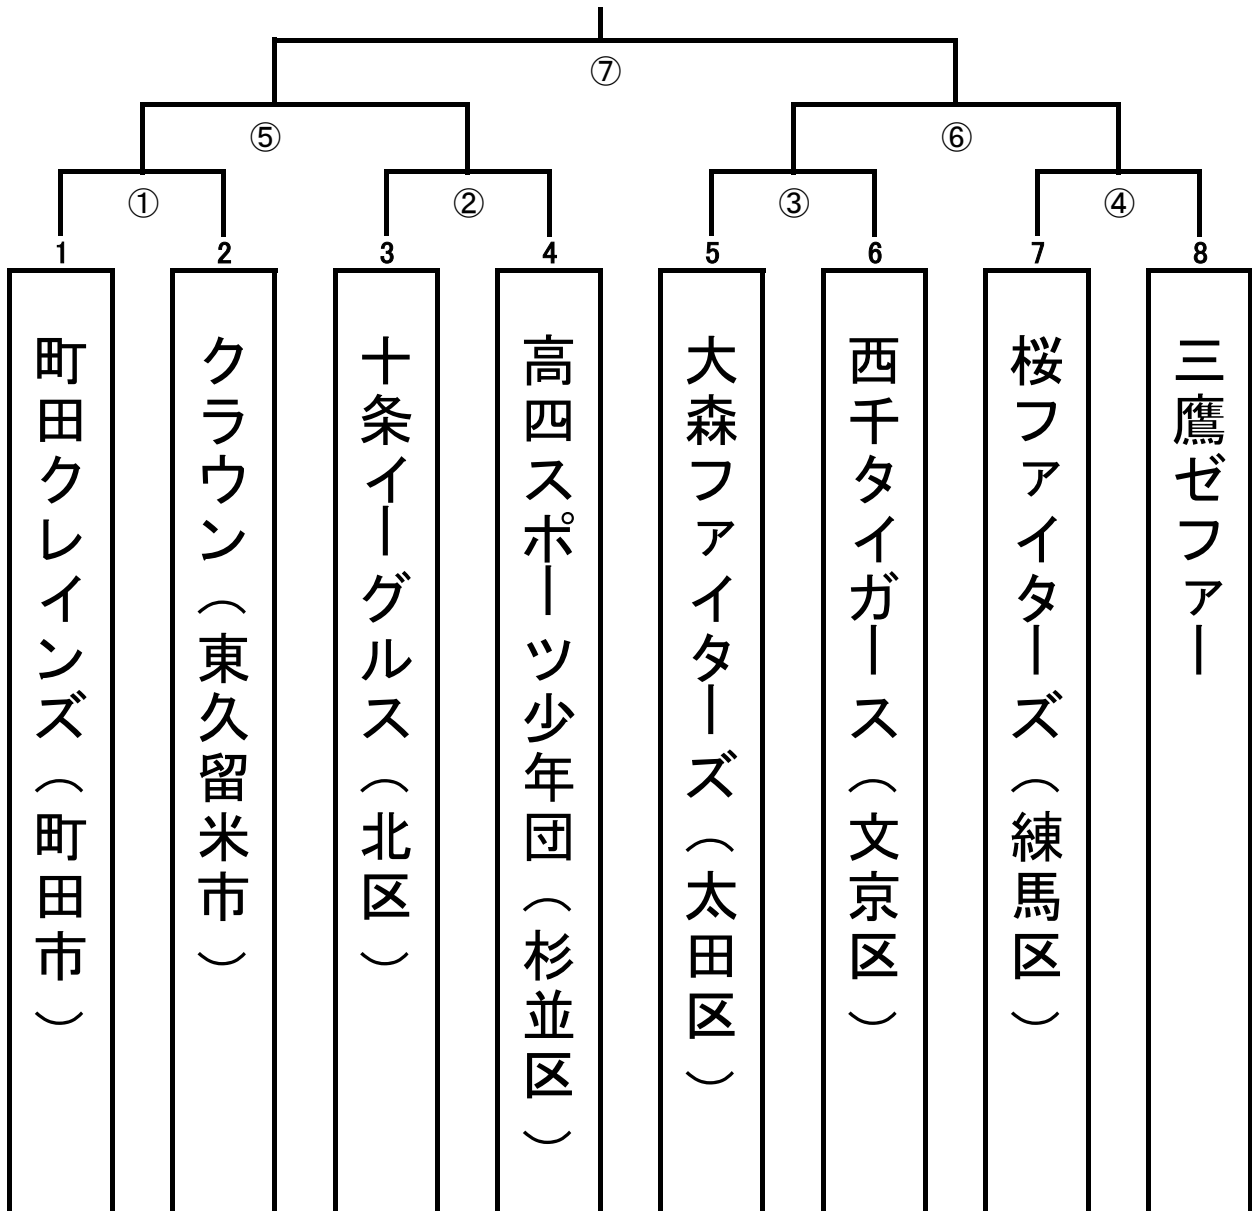 ⑦
⑤
⑥
①
②
③
④
1
2
3
4
5
6
7
8
町田クレインズ（町田市）
クラウン（東久留米市）
十条イーグルス（北区）
高四スポーツ少年団（杉並区）
大森ファイターズ（太田区）
西千タイガース（文京区）
桜ファイターズ（練馬区）
三鷹ゼファー